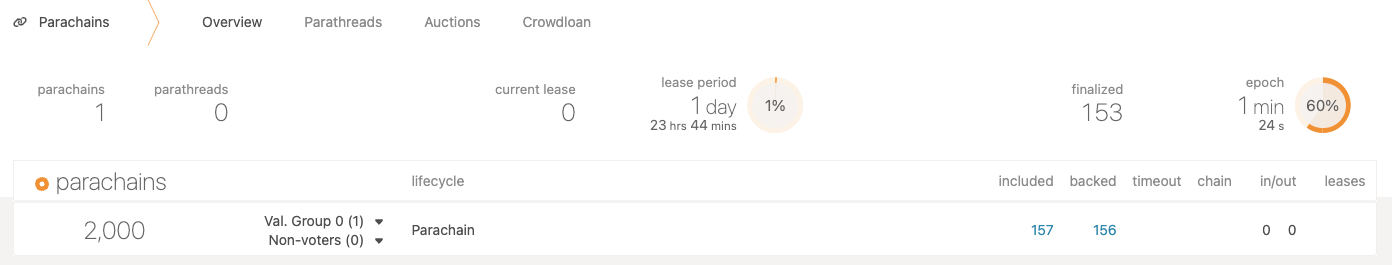 Parachains Overview Parathreads Auctions Crowdloan
parachains parathreads current lease lease period finalized epoch
1 0 0 1 day 1% 153 1 min 60%
23 hrs 44 mins 24 s
parachains lifecycle included backed timeout chain in/out leases
2,000 Val. Group 0 (1) Parachain 157 156 0 0
Non-voters (0)